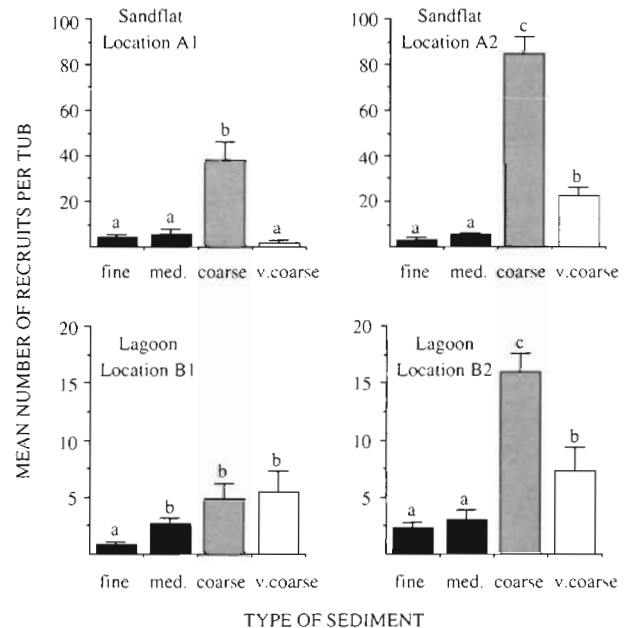 MEAN NUMBER OF RECRUITS PER TUB
Sandflat
Location A1
100
80
60
40
20
a
a
b
a
fine med. coarse v.coarse
Sandflat
Location A2
100
80
60
40
20
a
a
c
b
fine med. coarse v.coarse
Lagoon
Location B1
20
15
10
5
a
b
b
b
fine med. coarse v.coarse
Lagoon
Location B2
20
15
10
5
a
a
c
b
fine med. coarse v.coarse
TYPE OF SEDIMENT